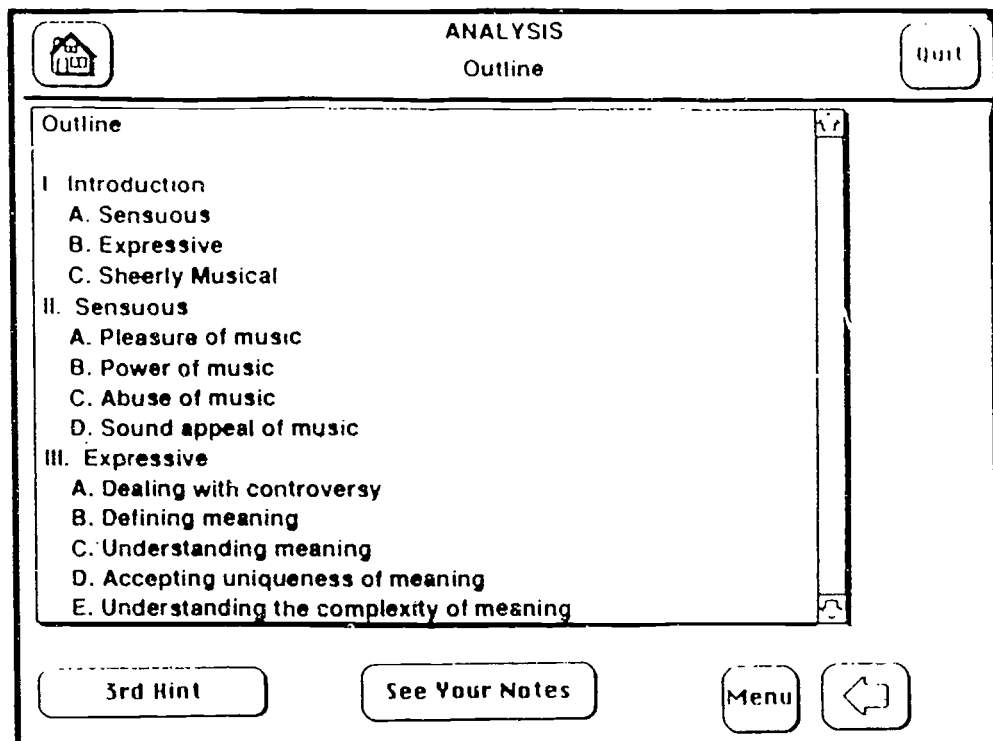 ANALYSIS
Outline
Quit
Outline
I Introduction
A. Sensuous
B. Expressive
C. Sheerly Musical
II. Sensuous
A. Pleasure of music
B. Power of music
C. Abuse of music
D. Sound appeal of music
III. Expressive
A. Dealing with controversy
B. Defining meaning
C. Understanding meaning
D. Accepting uniqueness of meaning
E. Understanding the complexity of meaning
3rd Hint
See Your Notes
Menu